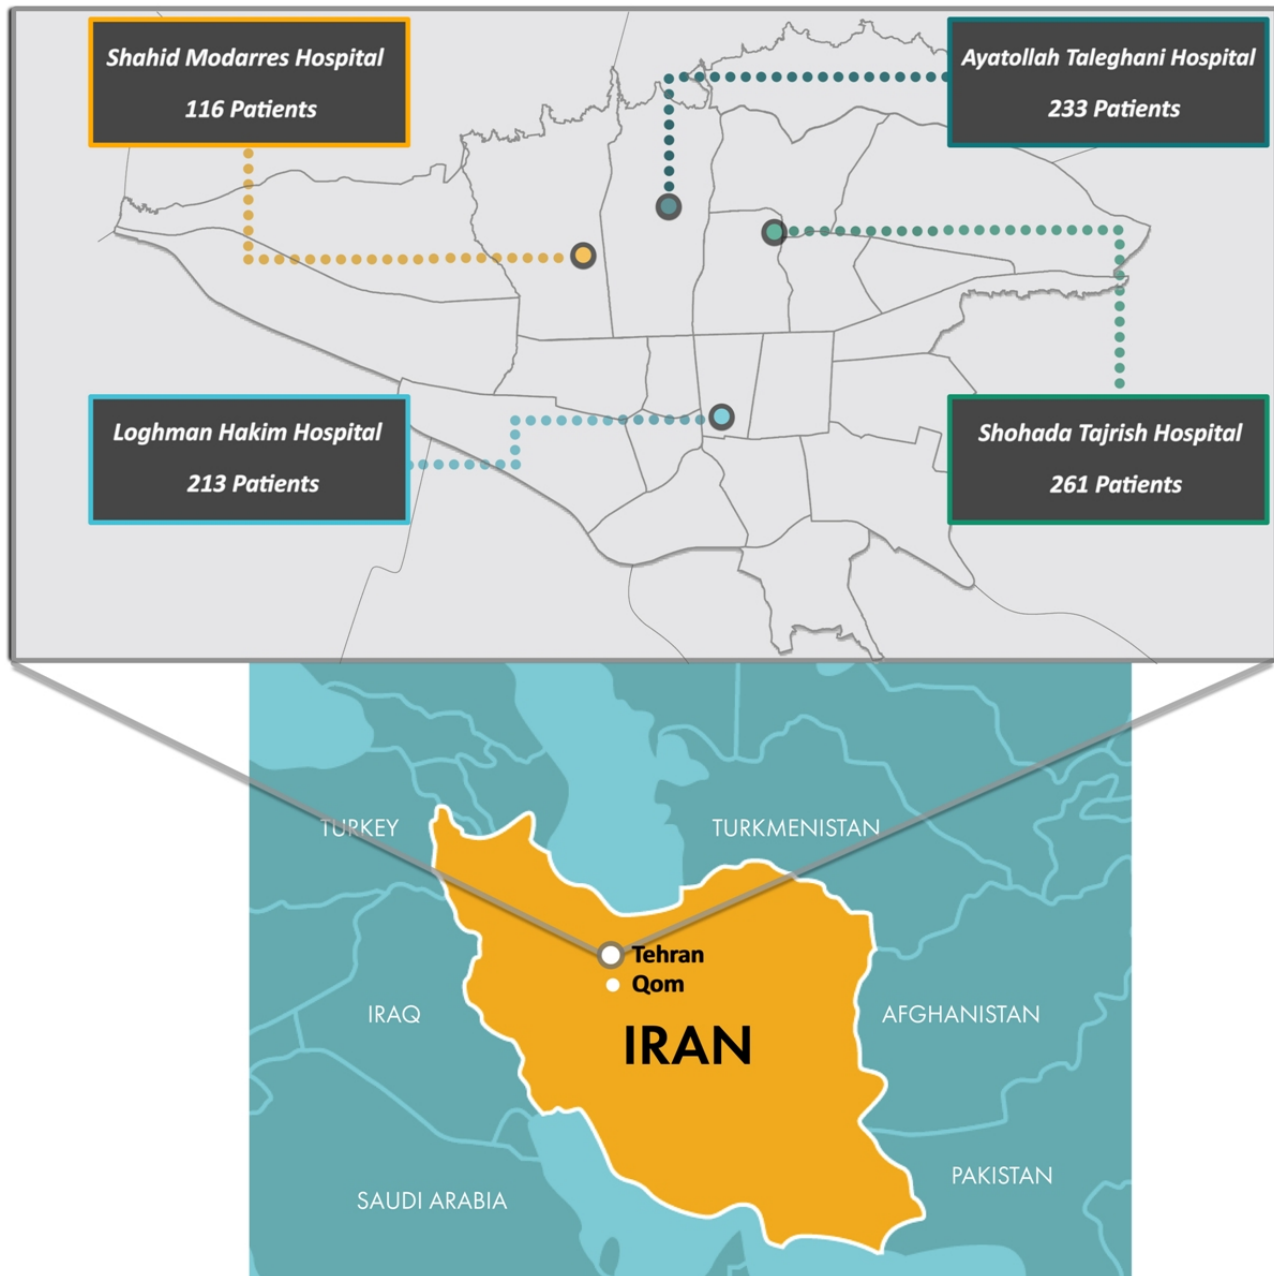 Shahid Modarres Hospital
116 Patients
Ayatollah Taleghani Hospital
233 Patients
Loghman Hakim Hospital
213 Patients
Shohada Tajrish Hospital
261 Patients
TURKEY
TURKMENISTAN
Tehran
Qom
IRAQ
AFGHANISTAN
IRAN
PAKISTAN
SAUDI ARABIA